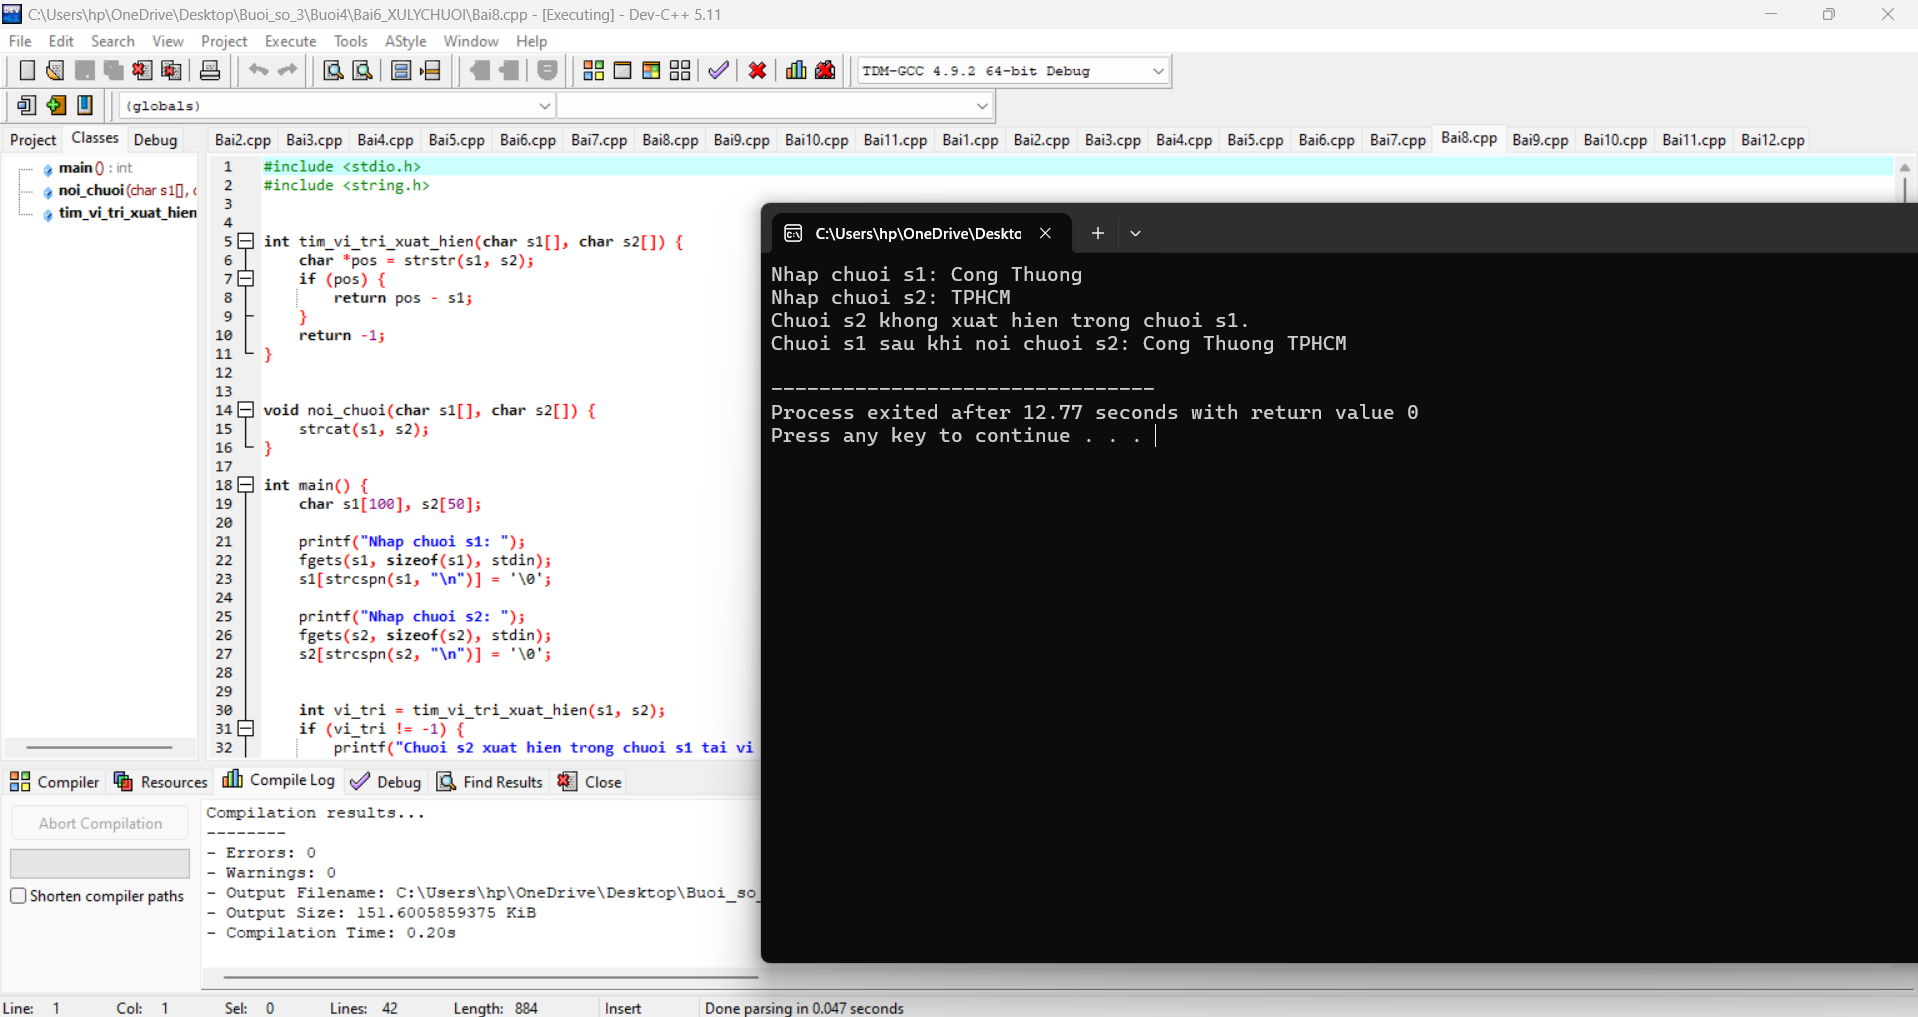 C:\Users\hp\OneDrive\Desktop\Buoi_so_3\Buoi4\Bai6_XULYCHUOI\Bai8.cpp - [Executing] - Dev-C++ 5.11
File Edit Search View Project Execute Tools AStyle Window Help
TDM-GCC 4.9.2 64-bit Debug
(globals)
Project Classes Debug
Bai2.cpp Bai3.cpp Bai4.cpp Bai5.cpp Bai6.cpp Bai7.cpp Bai8.cpp Bai9.cpp Bai10.cpp Bai11.cpp Bai1.cpp Bai2.cpp Bai3.cpp Bai4.cpp Bai5.cpp Bai6.cpp Bai7.cpp Bai8.cpp Bai9.cpp Bai10.cpp Bai11.cpp Bai12.cpp
main () : int
noi_chuoi (char s1[], c
tim_vi_tri_xuat_hien
1 #include <stdio.h>
2 #include <string.h>
3
4
5 int tim_vi_tri_xuat_hien(char s1[], char s2[]) {
6 char *pos = strstr(s1, s2);
7 if (pos) {
8 return pos - s1;
9 }
10 return -1;
11 }
12
13
14 void noi_chuoi(char s1[], char s2[]) {
15 strcat(s1, s2);
16 }
17
18 int main() {
19 char s1[100], s2[50];
20
21 printf("Nhap chuoi s1: ");
22 fgets(s1, sizeof(s1), stdin);
23 s1[strcspn(s1, "\n")] = '\0';
24
25 printf("Nhap chuoi s2: ");
26 fgets(s2, sizeof(s2), stdin);
27 s2[strcspn(s2, "\n")] = '\0';
28
29
30 int vi_tri = tim_vi_tri_xuat_hien(s1, s2);
31 if (vi_tri != -1) {
32 printf("Chuoi s2 xuat hien trong chuoi s1 tai vi
C:\Users\hp\OneDrive\Deskto
Nhap chuoi s1: Cong Thuong
Nhap chuoi s2: TPHCM
Chuoi s2 khong xuat hien trong chuoi s1.
Chuoi s1 sau khi noi chuoi s2: Cong Thuong TPHCM
--------------------------------
Process exited after 12.77 seconds with return value 0
Press any key to continue . . .
Compiler Resources Compile Log Debug Find Results Close
Abort Compilation
Shorten compiler paths
Compilation results...
--------
- Errors: 0
- Warnings: 0
- Output Filename: C:\Users\hp\OneDrive\Desktop\Buoi_so_
- Output Size: 151.6005859375 KiB
- Compilation Time: 0.20s
Line: 1 Col: 1 Sel: 0 Lines: 42 Length: 884 Insert Done parsing in 0.047 seconds